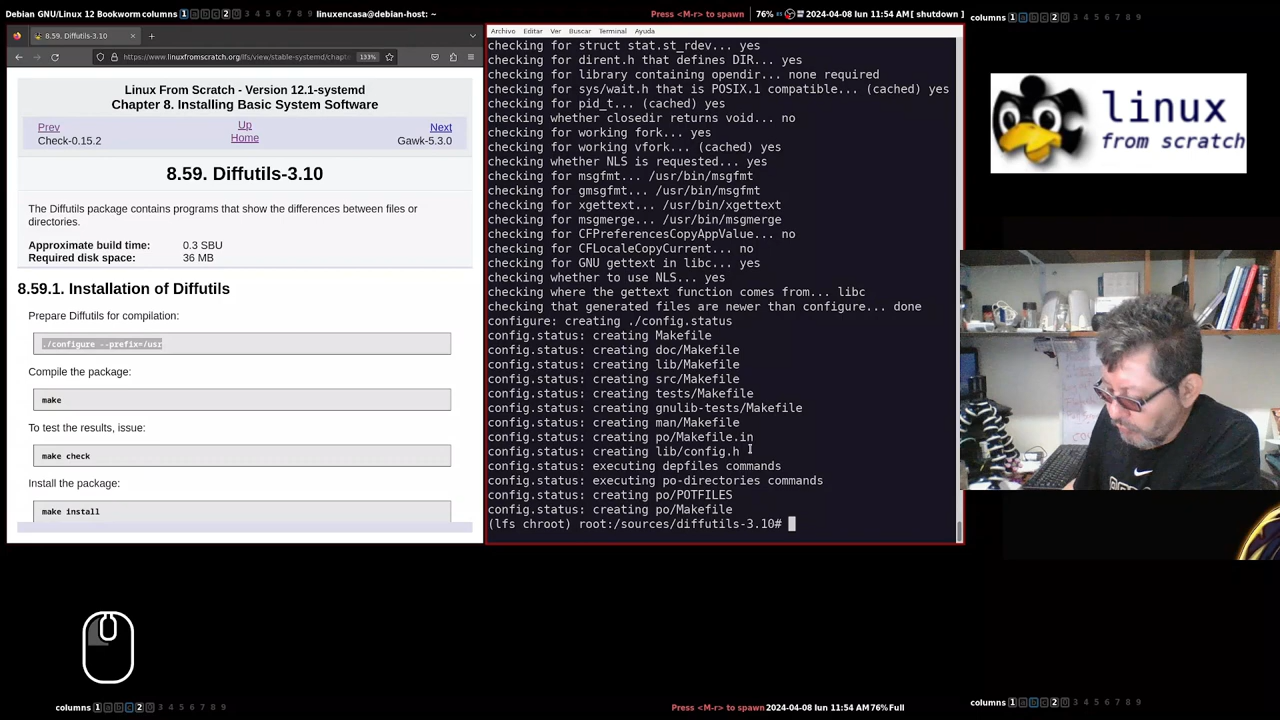 Debian GNU/Linux 12 Bookworm columns 1 a b c 2 0 3 4 5 6 7 8 9 linuxencasa@debian-host: ~
Press <M-r> to spawn 76% 2024-04-08 lun 11:54 AM [ shutdown ]
columns 1 a b c 2 0 3 4 5 6 7 8 9
8.59. Diffutils-3.10
https://www.linuxfromscratch.org/lfs/view/stable-systemd/chapt
133%
Linux From Scratch - Version 12.1-systemd
Chapter 8. Installing Basic System Software
Prev
Up
Next
Check-0.15.2
Home
Gawk-5.3.0
8.59. Diffutils-3.10
The Diffutils package contains programs that show the differences between files or
directories.
Approximate build time: 0.3 SBU
Required disk space: 36 MB
8.59.1. Installation of Diffutils
Prepare Diffutils for compilation:
./configure --prefix=/usr
Compile the package:
make
To test the results, issue:
make check
Install the package:
make install
Archivo Editar Ver Buscar Terminal Ayuda
checking for struct stat.st_rdev... yes
checking for dirent.h that defines DIR... yes
checking for library containing opendir... none required
checking for sys/wait.h that is POSIX.1 compatible... (cached) yes
checking for pid_t... (cached) yes
checking whether closedir returns void... no
checking for working fork... yes
checking for working vfork... (cached) yes
checking whether NLS is requested... yes
checking for msgfmt... /usr/bin/msgfmt
checking for gmsgfmt... /usr/bin/msgfmt
checking for xgettext... /usr/bin/xgettext
checking for msgmerge... /usr/bin/msgmerge
checking for CFPreferencesCopyAppValue... no
checking for CFLocaleCopyCurrent... no
checking for GNU gettext in libc... yes
checking whether to use NLS... yes
checking where the gettext function comes from... libc
checking that generated files are newer than configure... done
configure: creating ./config.status
config.status: creating Makefile
config.status: creating doc/Makefile
config.status: creating lib/Makefile
config.status: creating src/Makefile
config.status: creating tests/Makefile
config.status: creating gnulib-tests/Makefile
config.status: creating man/Makefile
config.status: creating po/Makefile.in
config.status: creating lib/config.h
config.status: executing depfiles commands
config.status: executing po-directories commands
config.status: creating po/POTFILES
config.status: creating po/Makefile
(lfs chroot) root:/sources/diffutils-3.10#
linux
from scratch
columns 1 a b c 2 0 3 4 5 6 7 8 9
Press <M-r> to spawn 2024-04-08 lun 11:54 AM 76% Full
columns 1 a b c 2 0 3 4 5 6 7 8 9